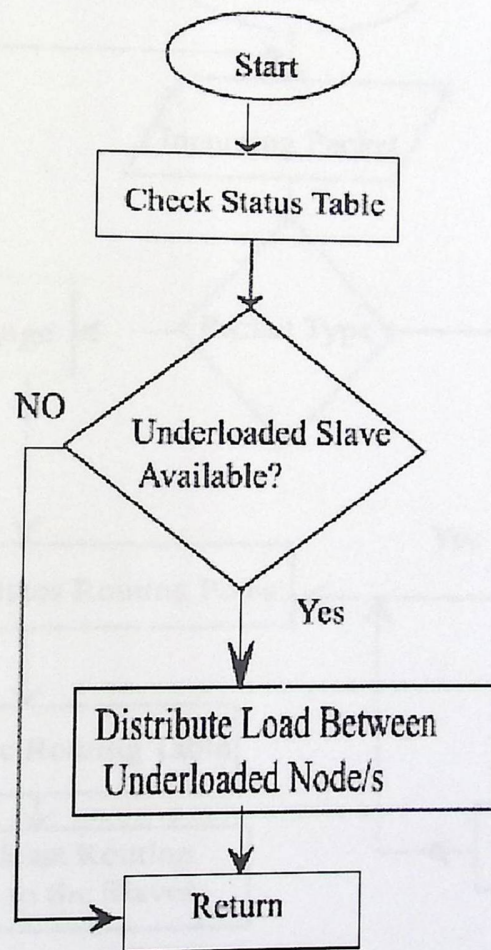 Start
Check Status Table
NO
Underloaded Slave
Available?
Yes
Distribute Load Between
Underloaded Node/s
Return